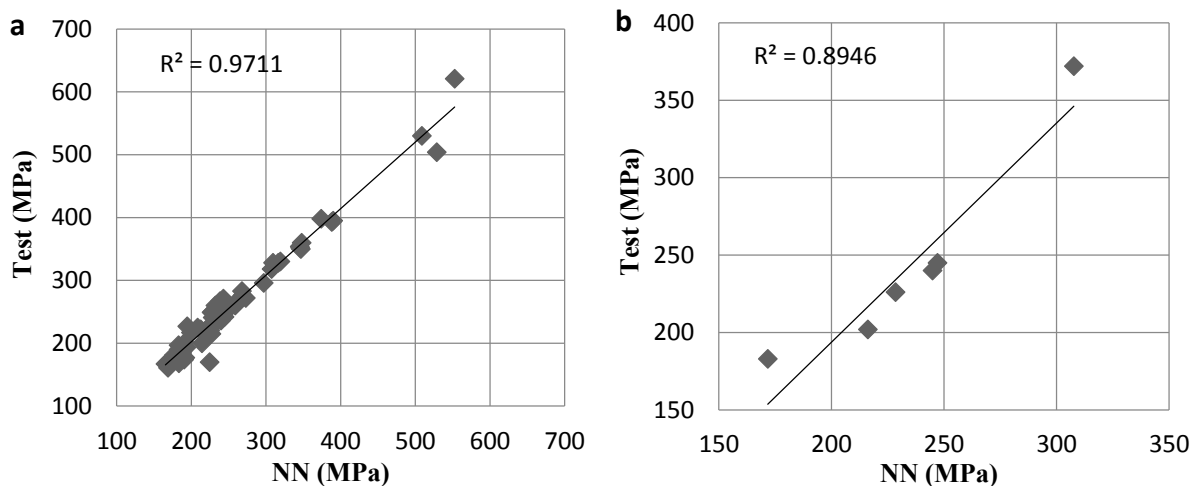 a
R² = 0.9711
700
600
500
400
300
200
100
Test (MPa)
100 200 300 400 500 600 700
NN (MPa)
b
R² = 0.8946
400
350
300
250
200
150
Test (MPa)
150 200 250 300 350
NN (MPa)